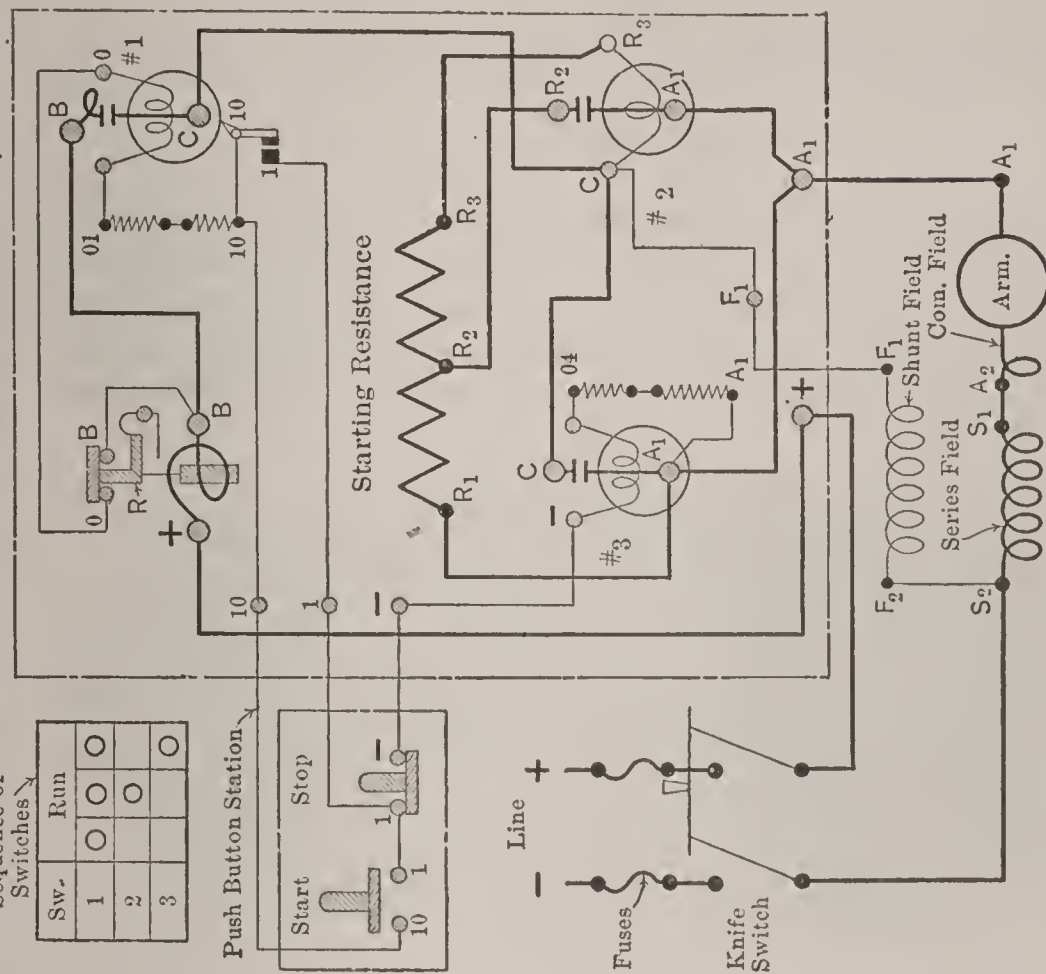 Switches
Sw. Run
1
2
3
B
0
R
B
+
B
0
#1
C
01
10
10
1
Push Button Station
10
1
−
Start
Stop
10
1
1
−
Starting Resistance
R1
R2
R3
R2
R3
C
A1
#2
C
04
−
A1
A1
#3
F1
A1
+
Line
−
+
Fuses
Knife
Switch
F2
F1
Shunt Field
Com. Field
Series Field
S2
S1
A2
Arm.
A1